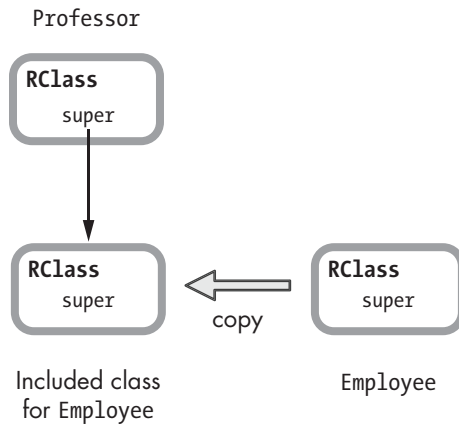 Professor
RClass
super
RClass
super
copy
RClass
super
Included class
for Employee
Employee